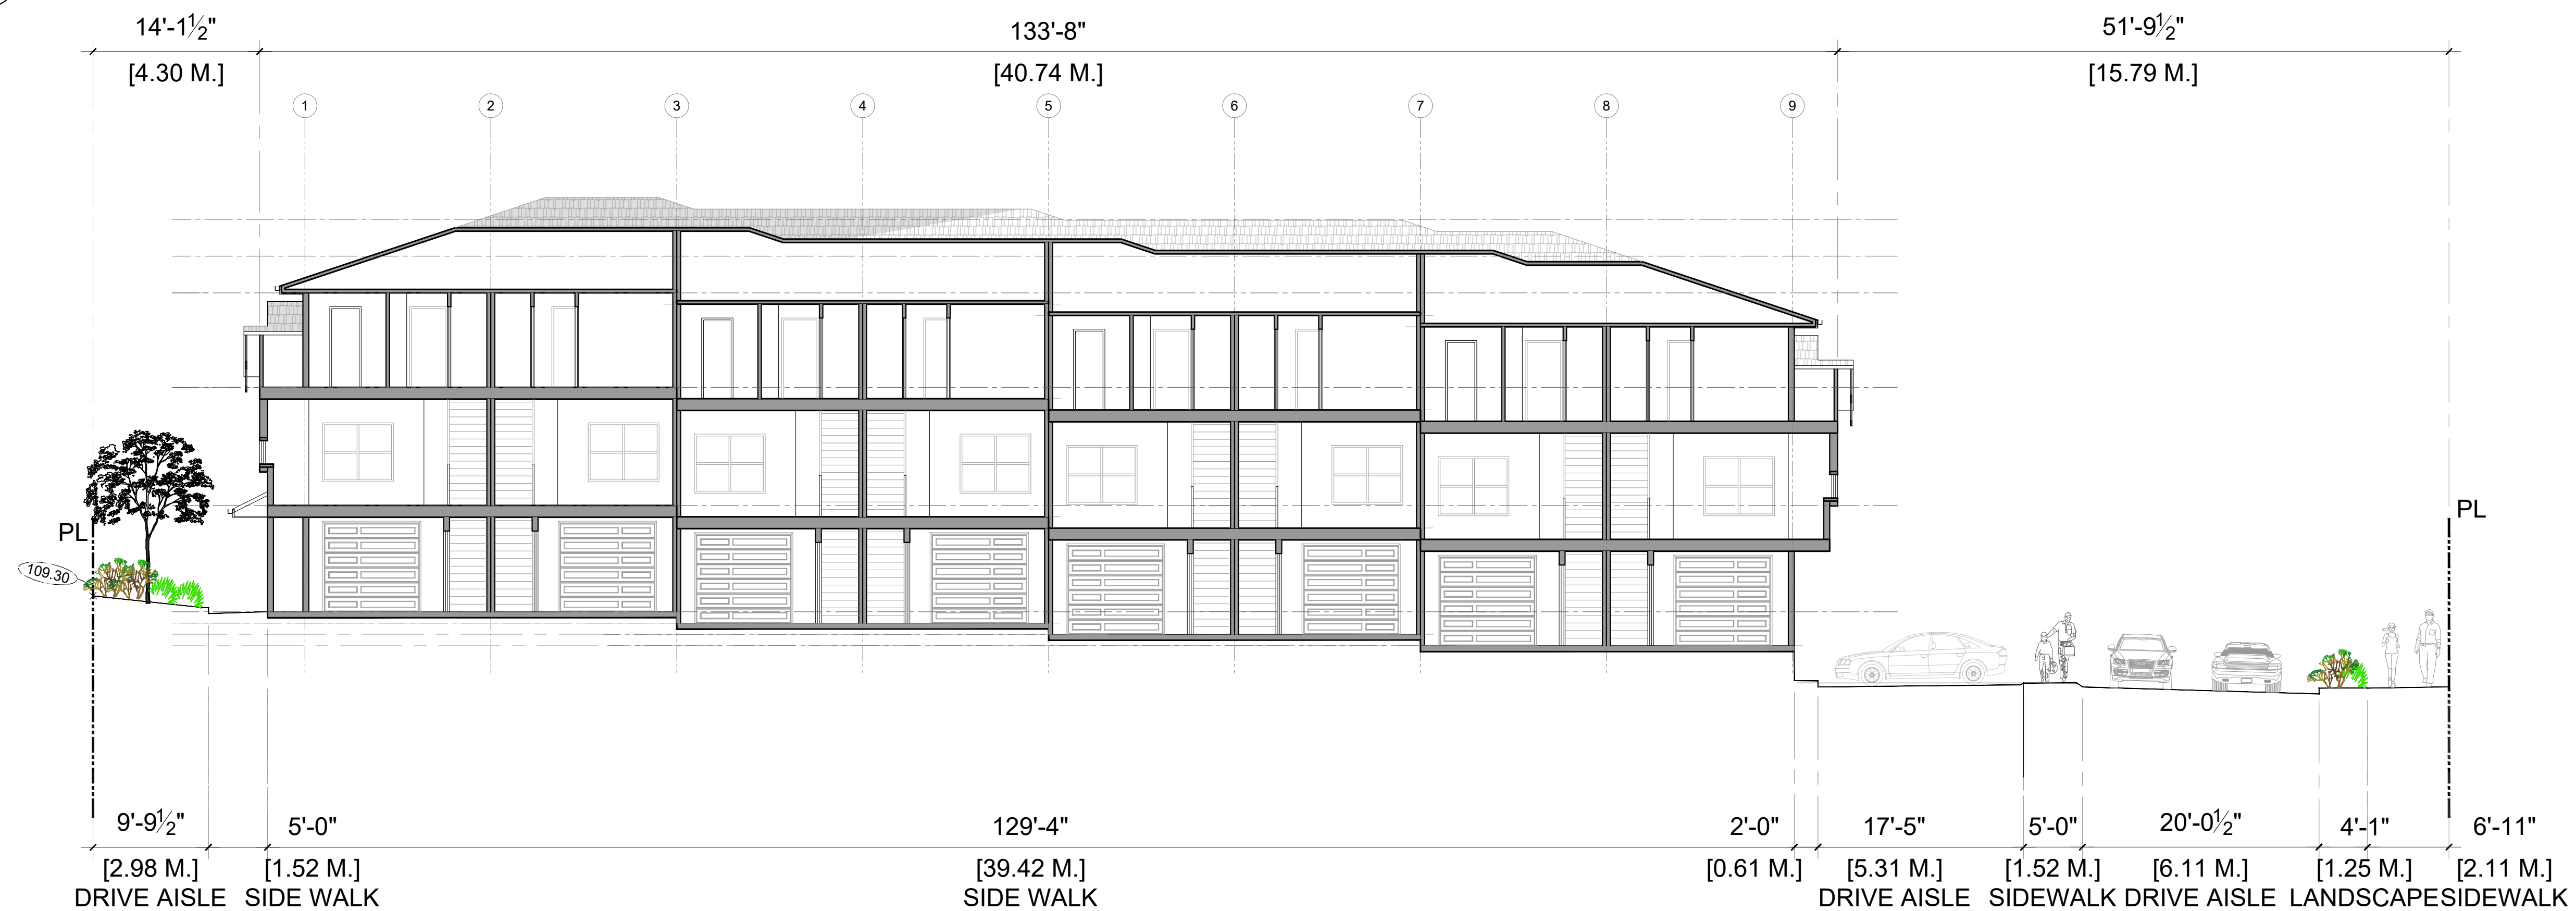 14'-1½" 133'-8" 51'-9½"
[4.30 M.] [40.74 M.] [15.79 M.]
1 2 3 4 5 6 7 8 9
PL PL
109.30
9'-9½" 5'-0" 129'-4" 2'-0" 17'-5" 5'-0" 20'-0½" 4'-1" 6'-11"
[2.98 M.] [1.52 M.] [39.42 M.] [0.61 M.] [5.31 M.] [1.52 M.] [6.11 M.] [1.25 M.] [2.11 M.]
DRIVE AISLE SIDE WALK SIDE WALK DRIVE AISLE SIDEWALK DRIVE AISLE LANDSCAPE SIDEWALK